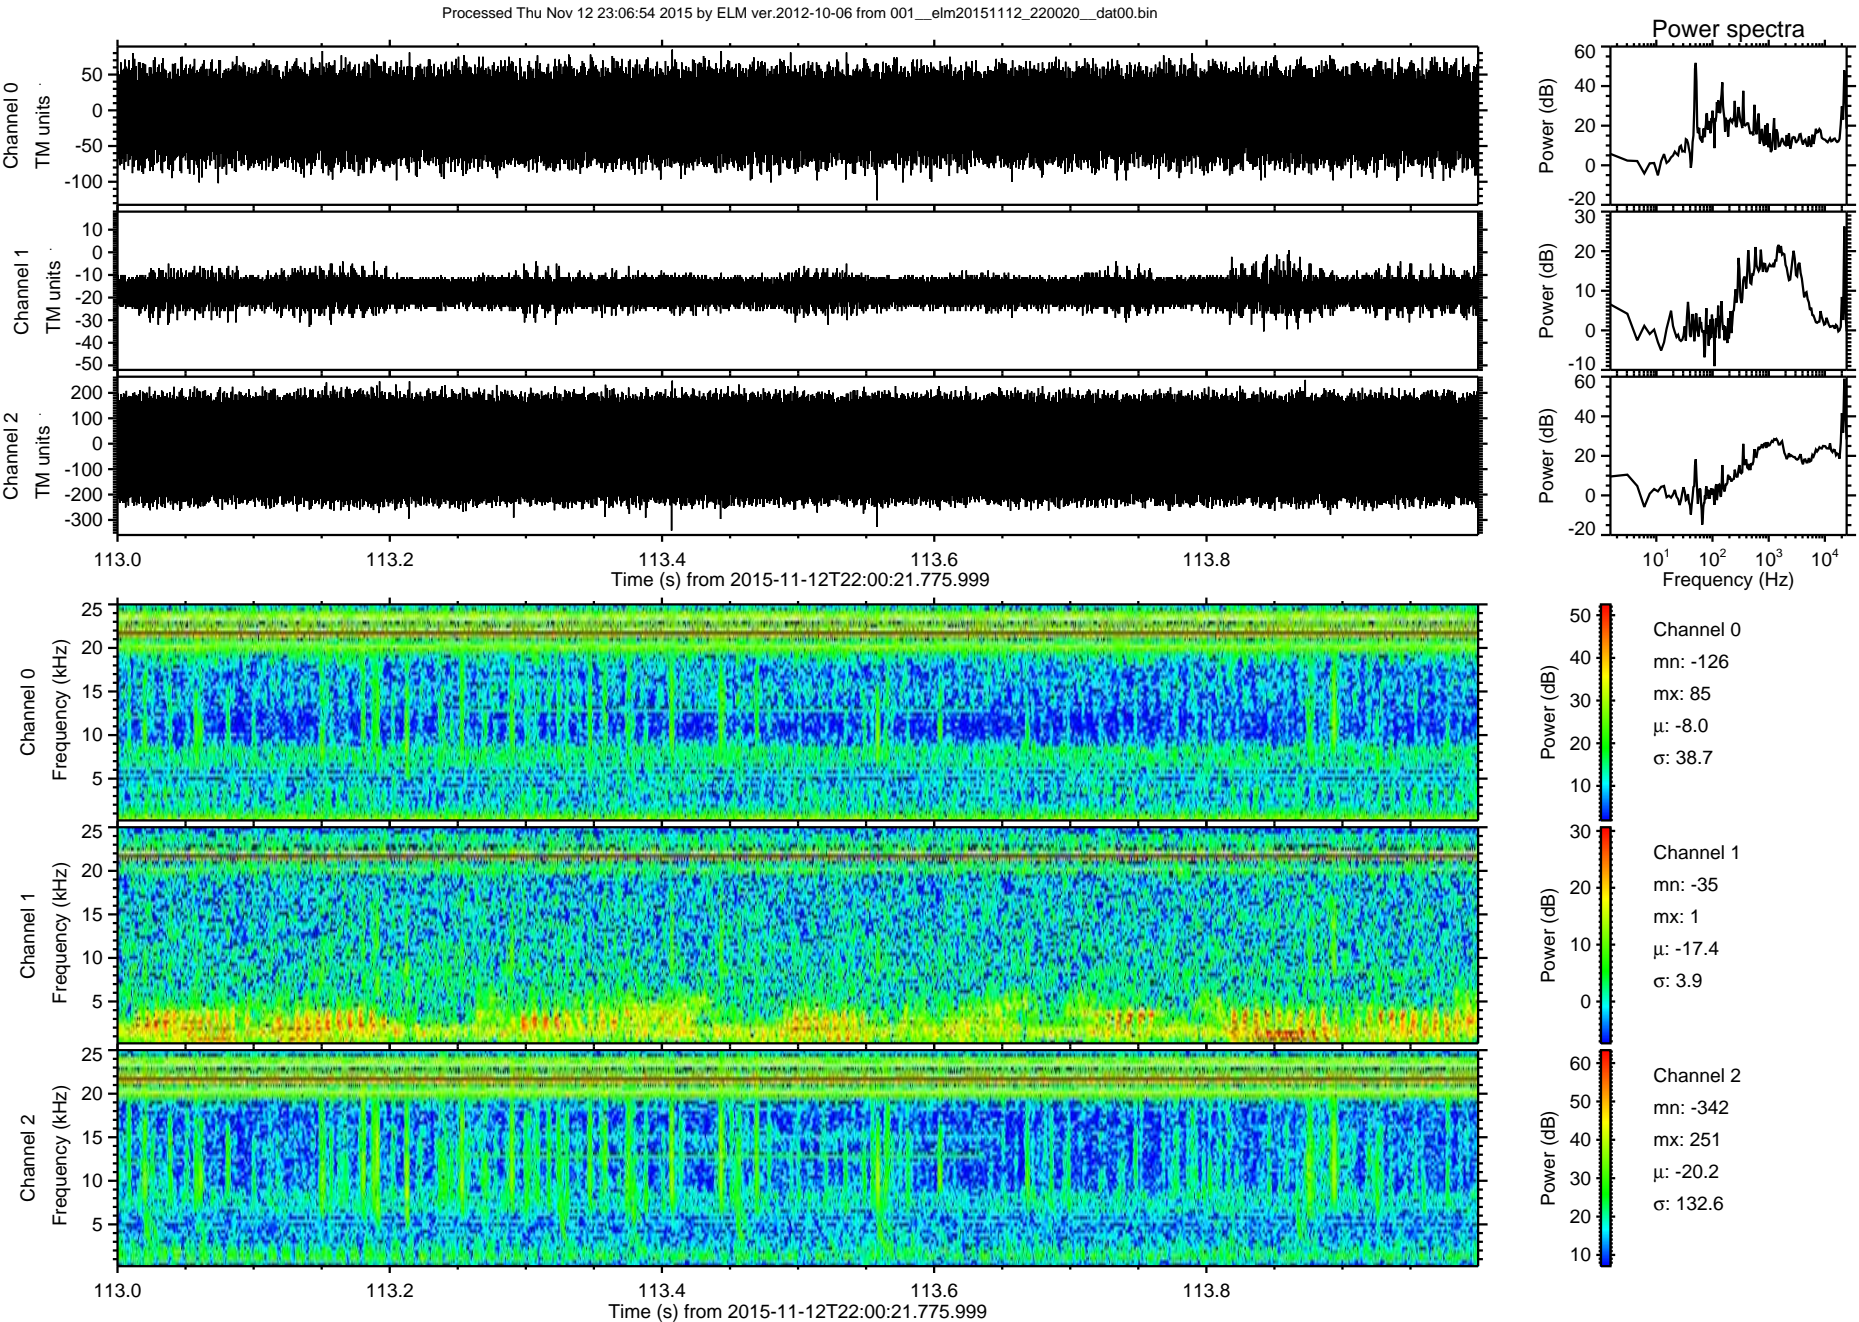 Processed Thu Nov 12 23:06:54 2015 by ELM ver.2012-10-06 from 001__elm20151112_220020__dat00.bin
Power spectra
Channel 0
TM units
50
0
-50
-100
Power (dB)
60
40
20
0
-20
Channel 1
TM units
10
0
-10
-20
-30
-40
-50
Power (dB)
30
20
10
0
-10
Channel 2
TM units
200
100
0
-100
-200
-300
Power (dB)
60
40
20
0
-20
113.0 113.2 113.4 113.6 113.8
Time (s) from 2015-11-12T22:00:21.775.999
10^1 10^2 10^3 10^4
Frequency (Hz)
Channel 0
Frequency (kHz)
25
20
15
10
5
Power (dB)
50
40
30
20
10
Channel 0
mn: -126
mx: 85
μ: -8.0
σ: 38.7
Channel 1
Frequency (kHz)
25
20
15
10
5
Power (dB)
30
20
10
0
Channel 1
mn: -35
mx: 1
μ: -17.4
σ: 3.9
Channel 2
Frequency (kHz)
25
20
15
10
5
Power (dB)
60
50
40
30
20
10
Channel 2
mn: -342
mx: 251
μ: -20.2
σ: 132.6
113.0 113.2 113.4 113.6 113.8
Time (s) from 2015-11-12T22:00:21.775.999